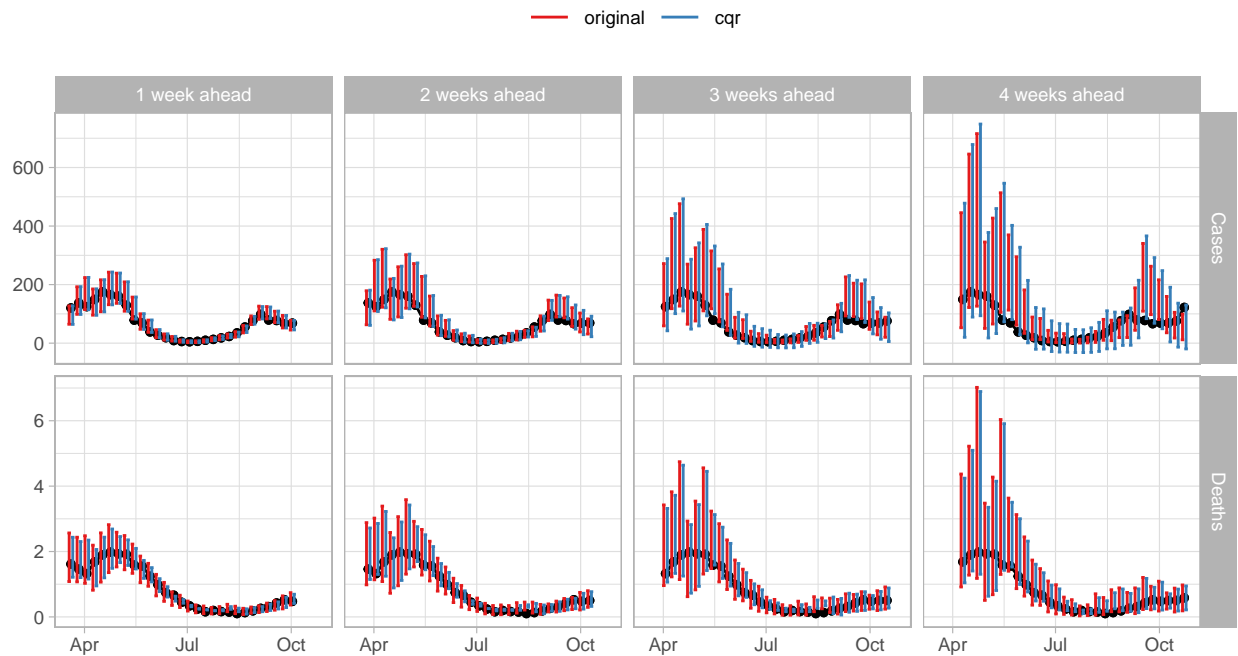 original cqr
1 week ahead 2 weeks ahead 3 weeks ahead 4 weeks ahead
600
400
200
0
Cases
6
4
2
0
Deaths
Apr Jul Oct Apr Jul Oct Apr Jul Oct Apr Jul Oct